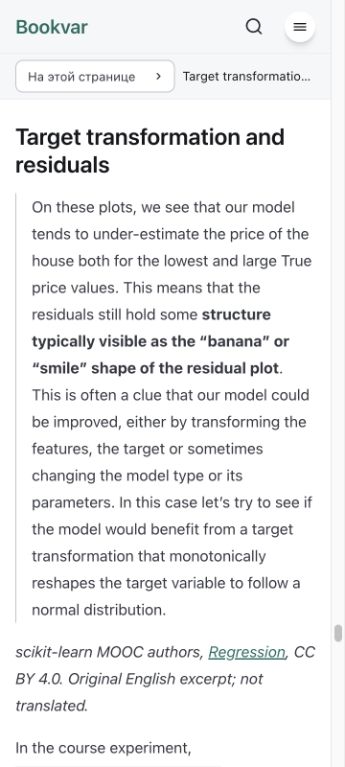 Bookvar
На этой странице
Target transformatio...
Target transformation and
residuals
On these plots, we see that our model
tends to under-estimate the price of the
house both for the lowest and large True
price values. This means that the
residuals still hold some structure
typically visible as the “banana” or
“smile” shape of the residual plot.
This is often a clue that our model could
be improved, either by transforming the
features, the target or sometimes
changing the model type or its
parameters. In this case let’s try to see if
the model would benefit from a target
transformation that monotonically
reshapes the target variable to follow a
normal distribution.
scikit-learn MOOC authors, Regression, CC
BY 4.0. Original English excerpt; not
translated.
In the course experiment,